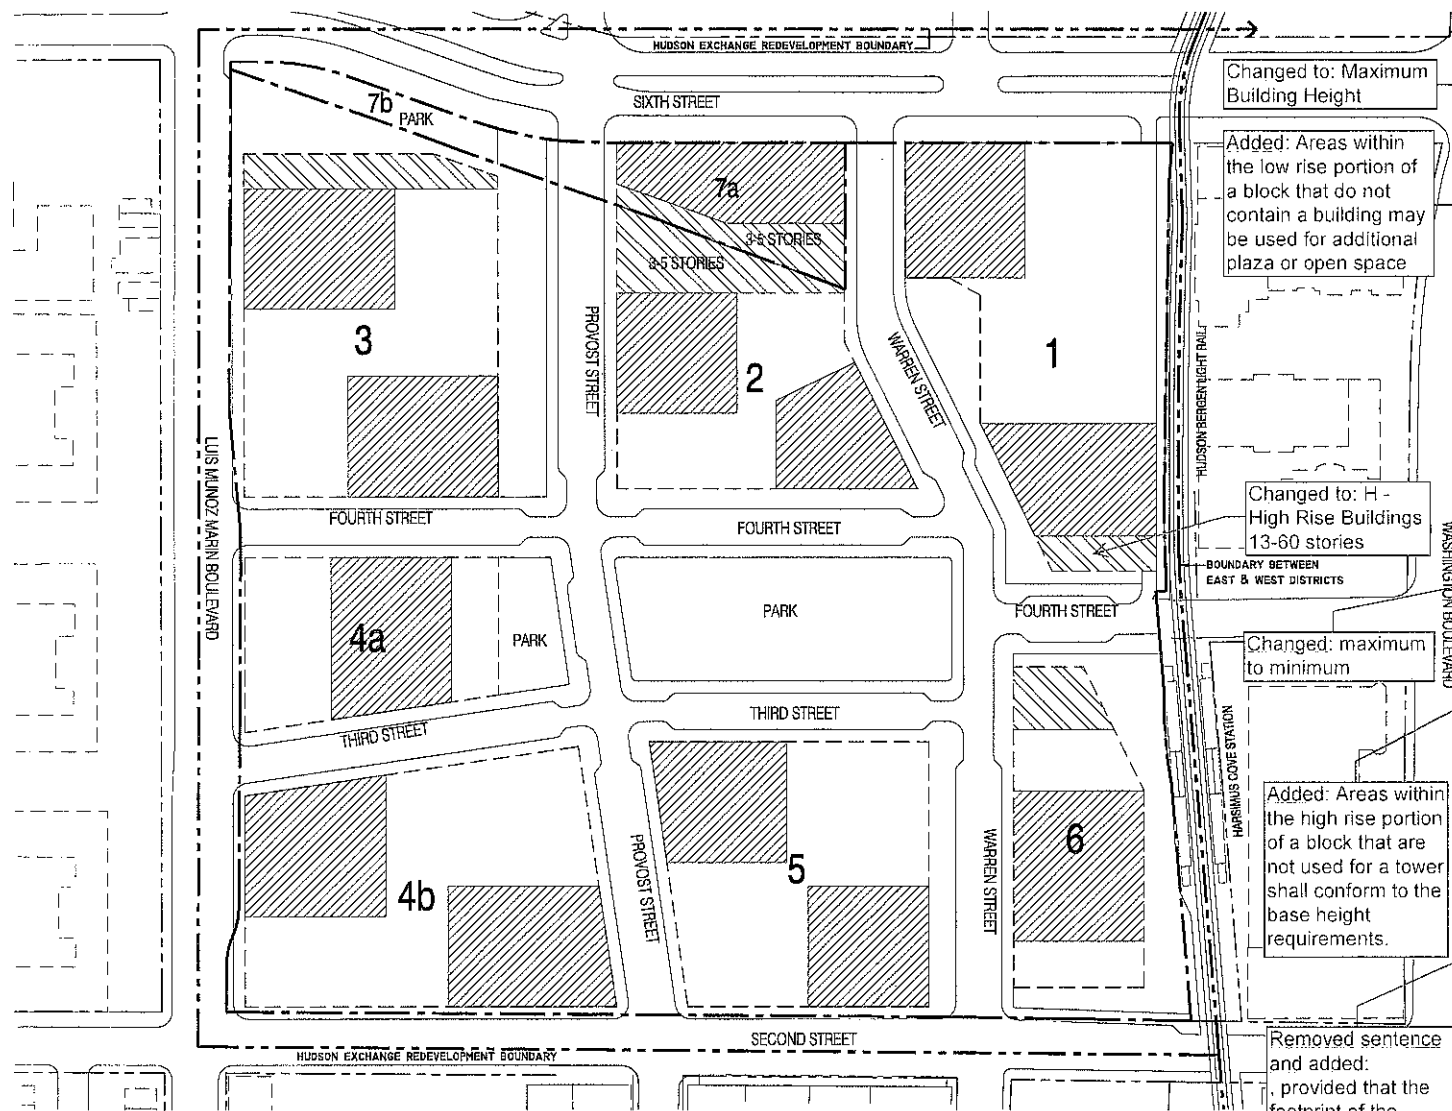 HUDSON EXCHANGE REDEVELOPMENT BOUNDARY
SIXTH STREET
7b
PARK
Changed to: Maximum
Building Height
Added: Areas within
the low rise portion of
a block that do not
contain a building may
be used for additional
plaza or open space
7a
3-5 STORIES
3-5 STORIES
3
PROVOST STREET
2
WARREN STREET
1
HUDSON BERGEN LIGHT RAIL
LUIS MUNOZ MARIN BOULEVARD
FOURTH STREET
FOURTH STREET
Changed to: H -
High Rise Buildings
13-60 stories
WASHINGTON BOULEVARD
BOUNDARY BETWEEN
EAST & WEST DISTRICTS
4a
PARK
PARK
FOURTH STREET
Changed: maximum
to minimum
THIRD STREET
THIRD STREET
HARSIMUS COVE STATION
Added: Areas within
the high rise portion
of a block that are
not used for a tower
shall conform to the
base height
requirements.
4b
PROVOST STREET
5
WARREN STREET
6
SECOND STREET
HUDSON EXCHANGE REDEVELOPMENT BOUNDARY
Removed sentence
and added:
, provided that the
footprint of the